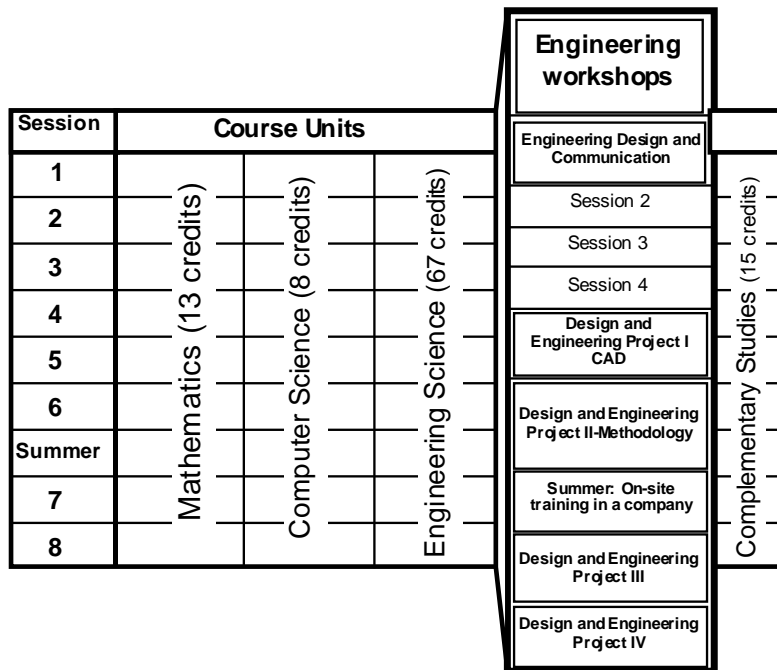 Engineering
workshops
Session
Course Units
1
2
3
4
5
6
Summer
7
8
Mathematics (13 credits)
Computer Science (8 credits)
Engineering Science (67 credits)
Engineering Design and
Communication
Session 2
Session 3
Session 4
Design and
Engineering Project I
CAD
Design and Engineering
Project II-Methodology
Summer: On-site
training in a company
Design and Engineering
Project III
Design and Engineering
Project IV
Complementary Studies (15 credits)